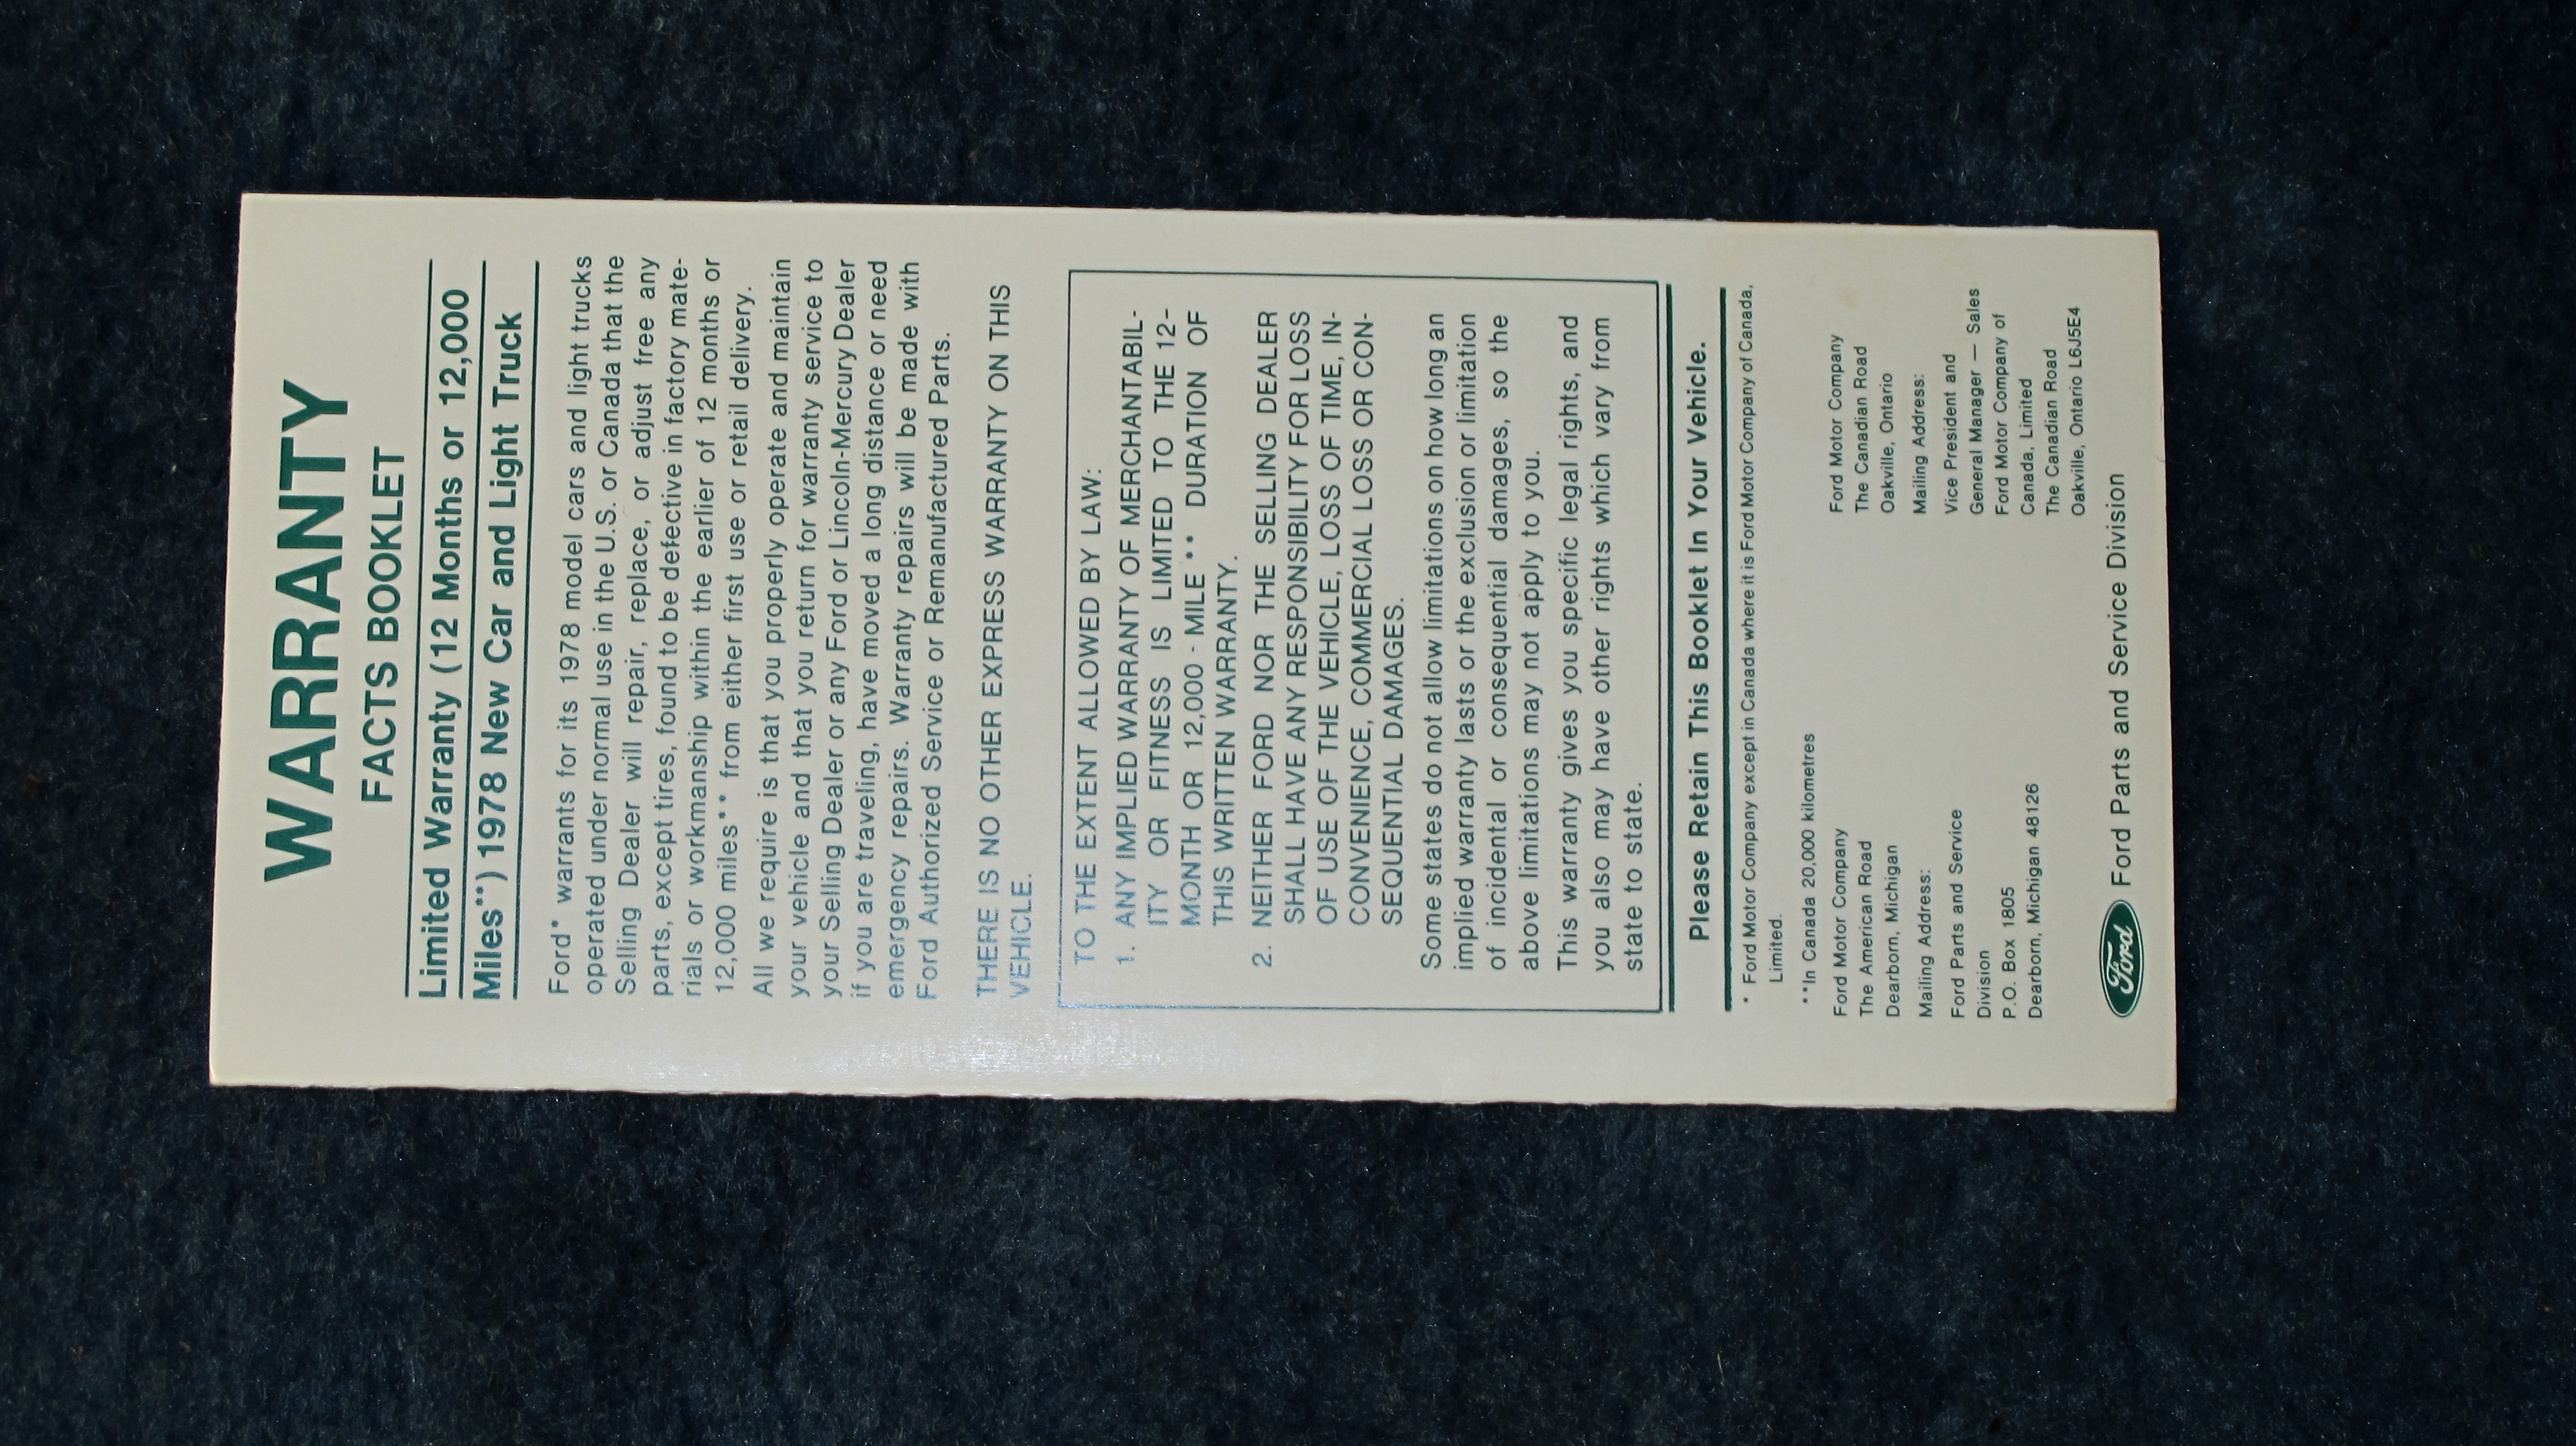 WARRANTY
FACTS BOOKLET
Limited Warranty (12 Months or 12,000
Miles**) 1978 New Car and Light Truck
Ford* warrants for its 1978 model cars and light trucks
operated under normal use in the U.S. or Canada that the
Selling Dealer will repair, replace, or adjust free any
parts, except tires, found to be defective in factory mate-
rials or workmanship within the earlier of 12 months or
12,000 miles** from either first use or retail delivery.
All we require is that you properly operate and maintain
your vehicle and that you return for warranty service to
your Selling Dealer or any Ford or Lincoln-Mercury Dealer
if you are traveling, have moved a long distance or need
emergency repairs. Warranty repairs will be made with
Ford Authorized Service or Remanufactured Parts.
THERE IS NO OTHER EXPRESS WARRANTY ON THIS
VEHICLE.
TO THE EXTENT ALLOWED BY LAW:
1. ANY IMPLIED WARRANTY OF MERCHANTABIL-
ITY OR FITNESS IS LIMITED TO THE 12-
MONTH OR 12,000 - MILE ** DURATION OF
THIS WRITTEN WARRANTY.
2. NEITHER FORD NOR THE SELLING DEALER
SHALL HAVE ANY RESPONSIBILITY FOR LOSS
OF USE OF THE VEHICLE, LOSS OF TIME, IN-
CONVENIENCE, COMMERCIAL LOSS OR CON-
SEQUENTIAL DAMAGES.
Some states do not allow limitations on how long an
implied warranty lasts or the exclusion or limitation
of incidental or consequential damages, so the
above limitations may not apply to you.
This warranty gives you specific legal rights, and
you also may have other rights which vary from
state to state.
Please Retain This Booklet In Your Vehicle.
* Ford Motor Company except in Canada where it is Ford Motor Company of Canada,
Limited.
**In Canada 20,000 kilometres
Ford Motor Company
The American Road
Dearborn, Michigan
Mailing Address:
Ford Parts and Service
Division
P.O. Box 1805
Dearborn, Michigan 48126
Ford Motor Company
The Canadian Road
Oakville, Ontario
Mailing Address:
Vice President and
General Manager — Sales
Ford Motor Company of
Canada, Limited
The Canadian Road
Oakville, Ontario L6J5E4
Ford Ford Parts and Service Division